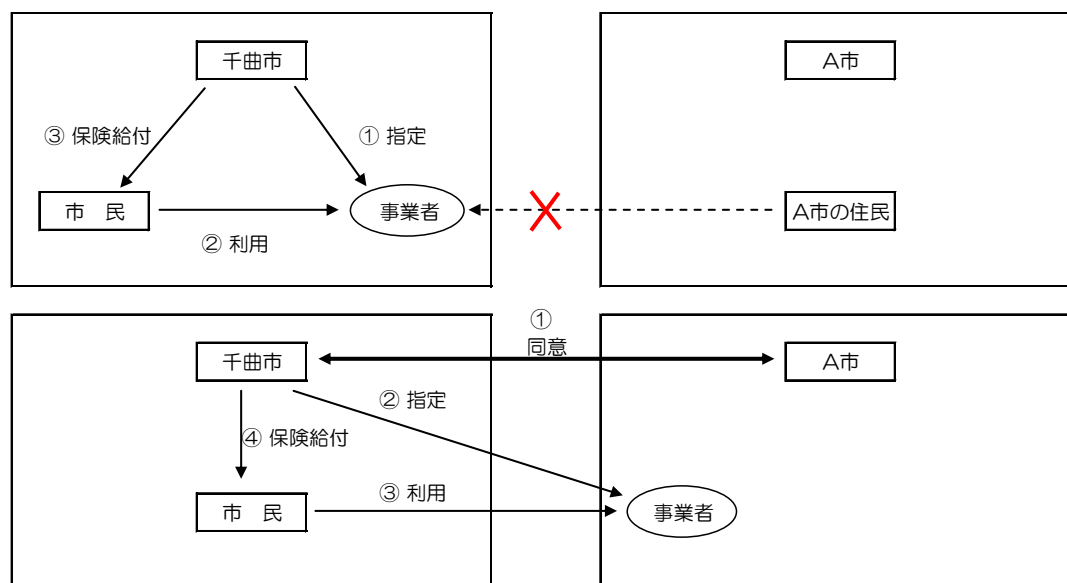 千曲市
A市
③ 保険給付
① 指定
市　民
事業者
A市の住民
② 利用
①
同意
千曲市
A市
② 指定
④ 保険給付
③ 利用
市　民
事業者